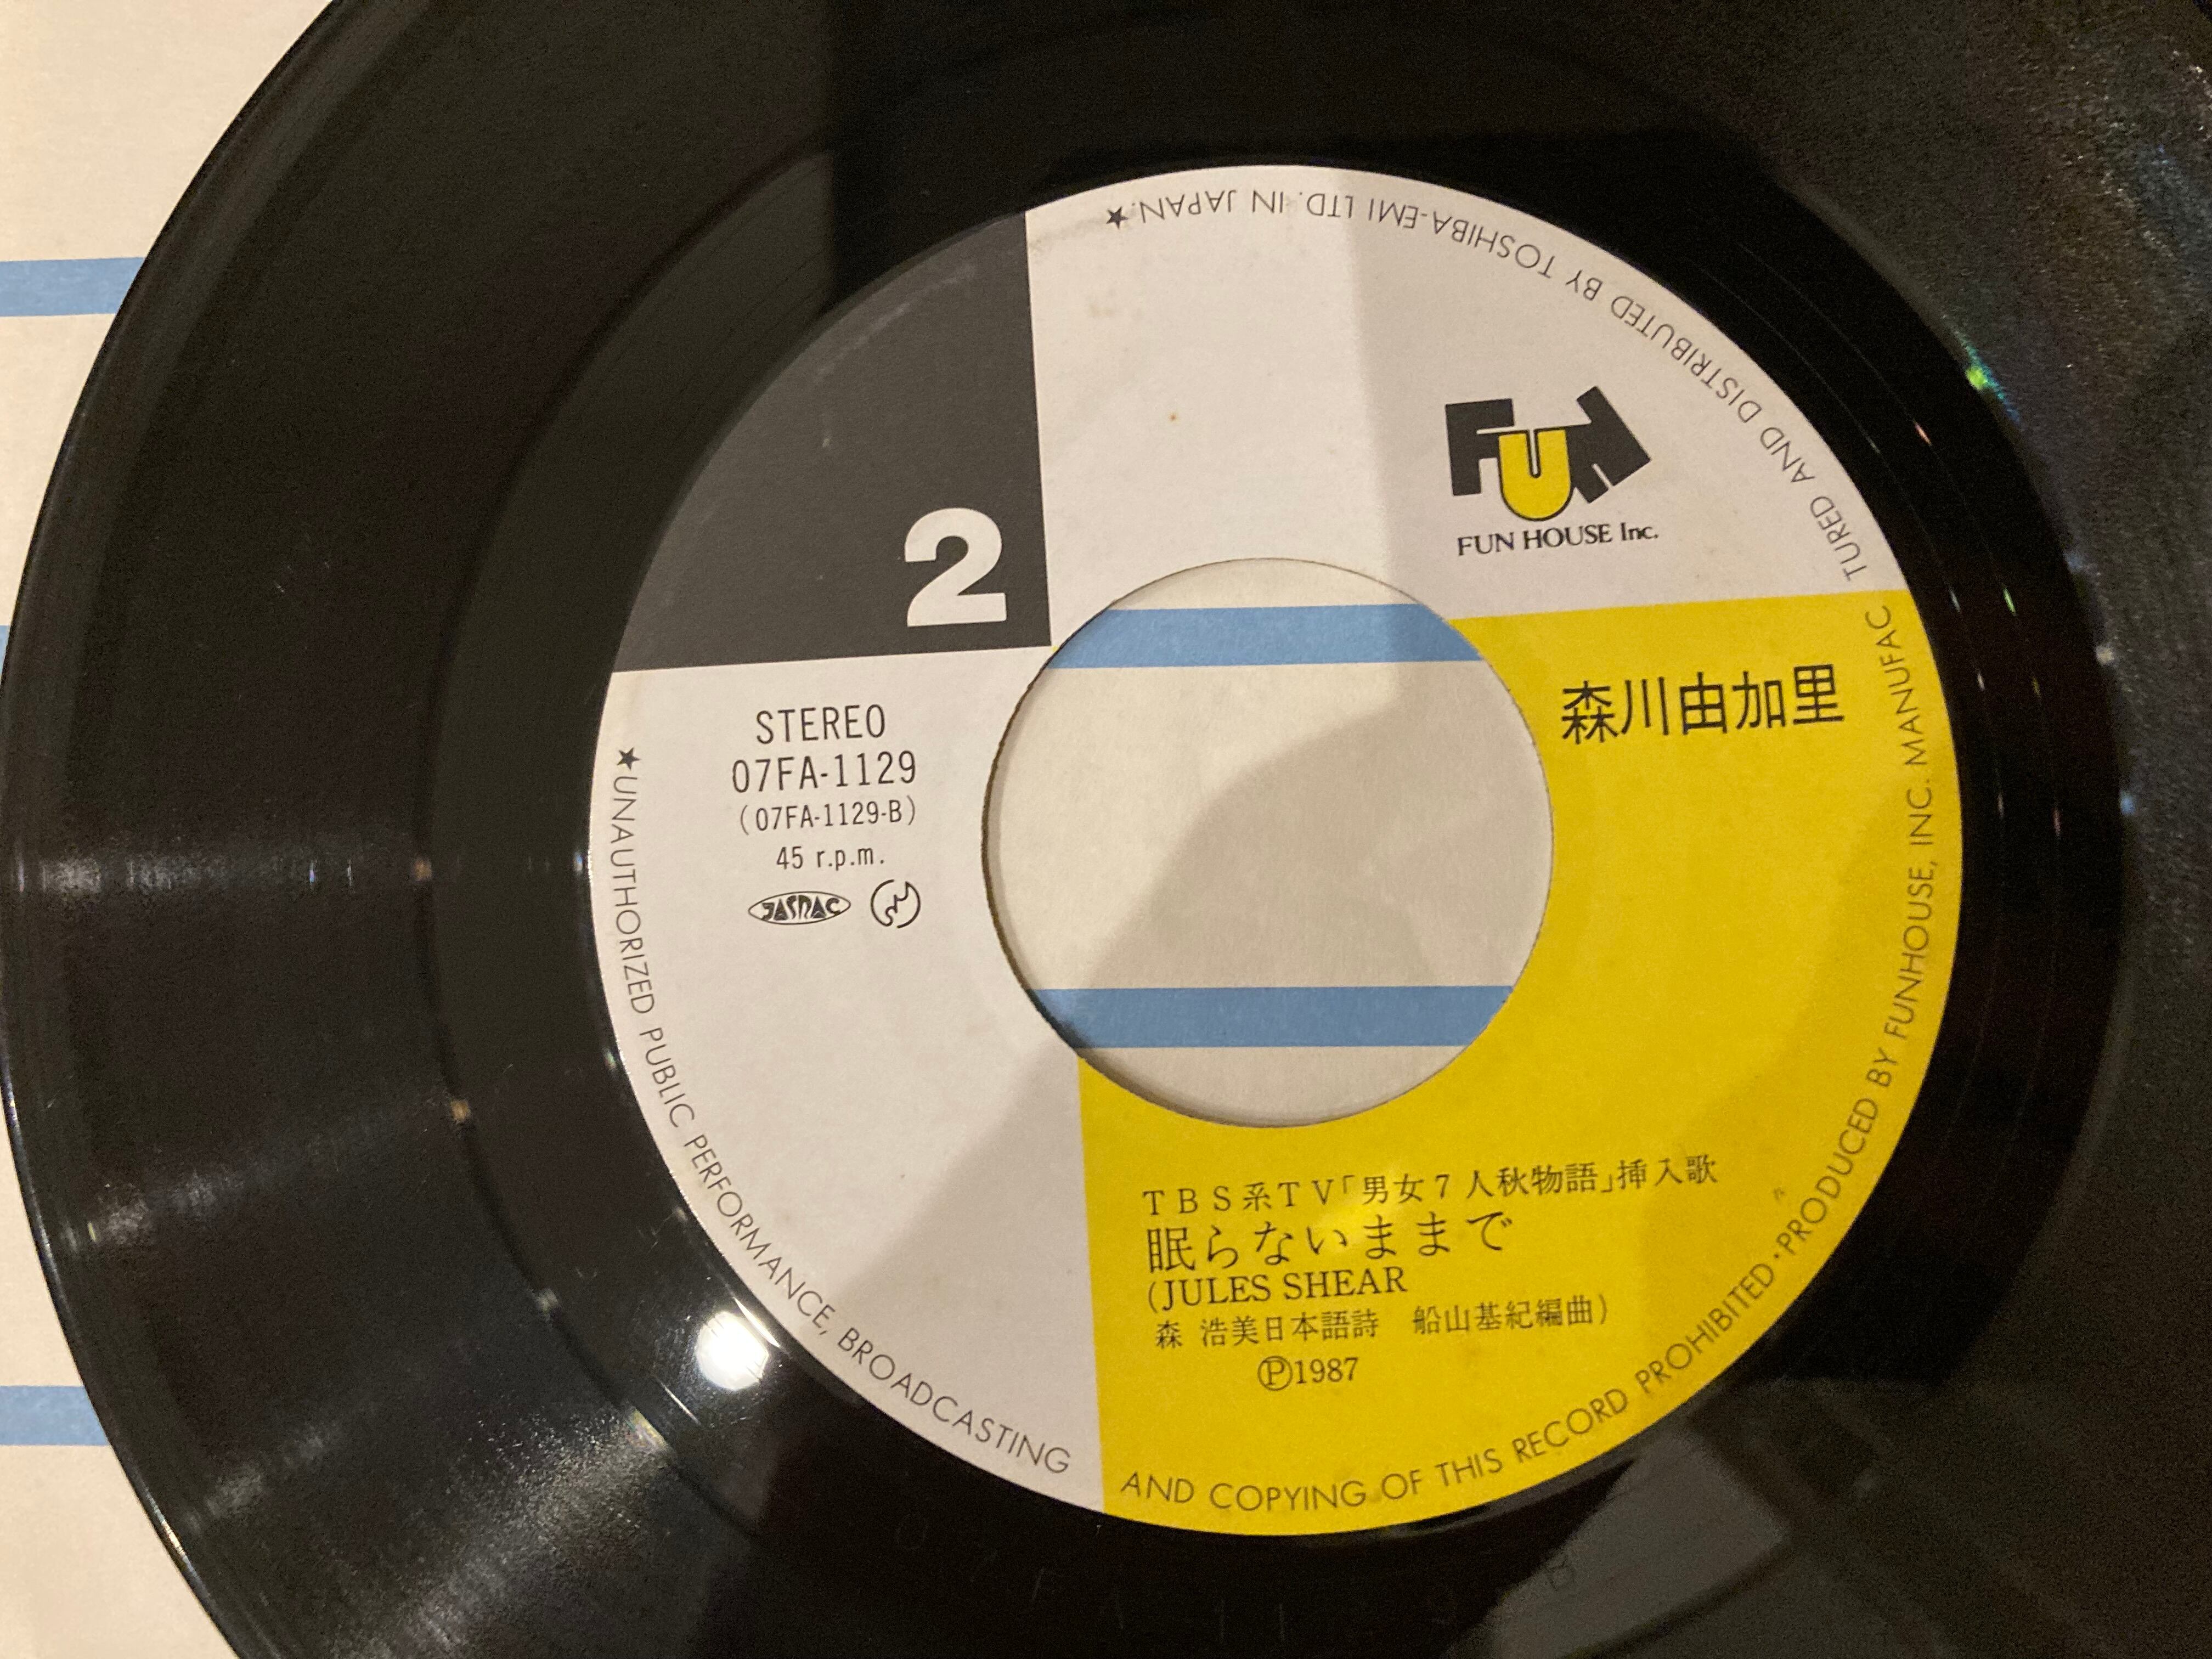 2
FUN
FUN HOUSE Inc.
STEREO
07FA-1129
(07FA-1129-B)
45 r.p.m.
JASRAC
森川由加里
TBS系TV「男女7人秋物語」挿入歌
眠らないままで
(JULES SHEAR
森 浩美日本語詩 船山基紀編曲)
Ⓟ1987
★UNAUTHORIZED PUBLIC PERFORMANCE, BROADCASTING AND COPYING OF THIS RECORD PROHIBITED・PRODUCED BY FUNHOUSE, INC. MANUFACTURED AND DISTRIBUTED BY TOSHIBA-EMI LTD. IN JAPAN.★